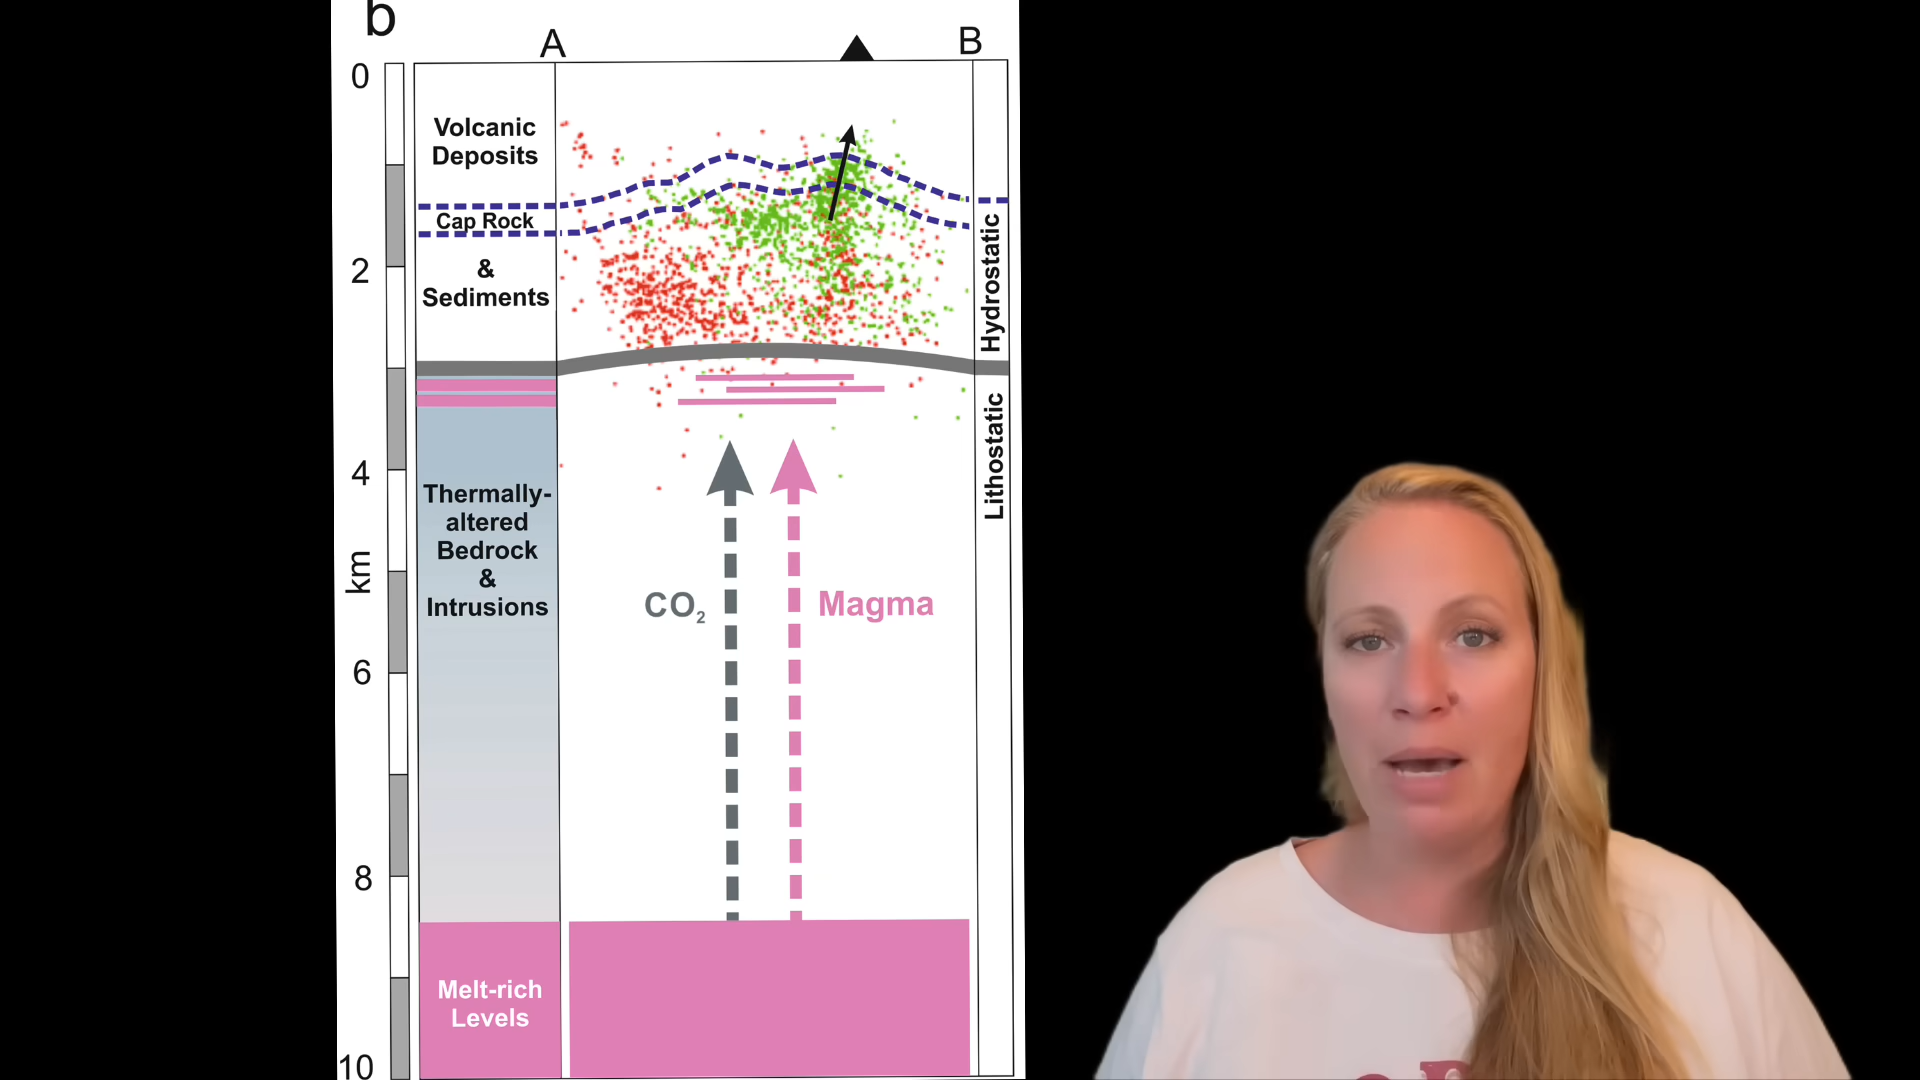 b
A
B
0
2
4
km
6
8
10
Volcanic
Deposits
Cap Rock
&
Sediments
Thermally-
altered
Bedrock
&
Intrusions
Melt-rich
Levels
CO₂
Magma
Hydrostatic
Lithostatic